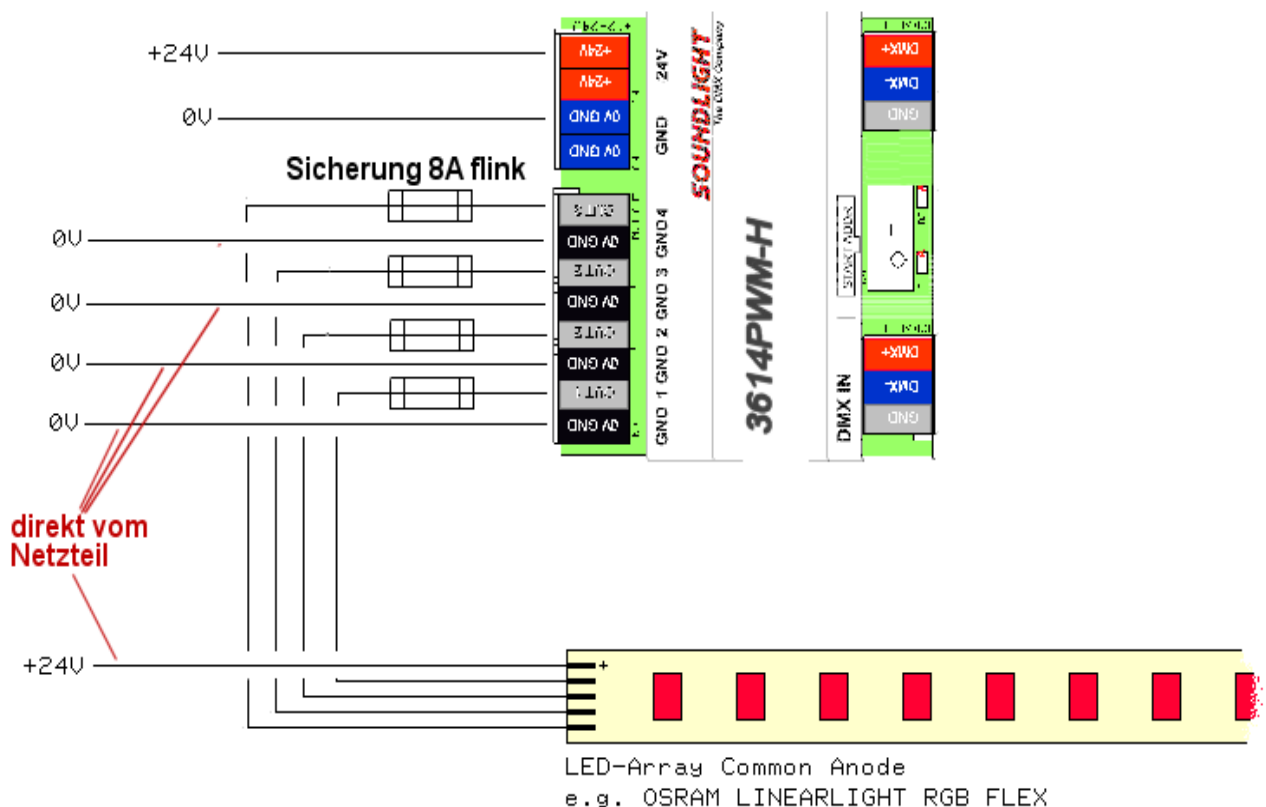 +24V
0V
Sicherung 8A flink
0V
0V
0V
0V
direkt vom
Netzteil
+24V
+24V
+24V
0V GND
0V GND
0V GND
OUT2
0V GND
OUT2
0V GND
OUT1
0V GND
24V
GND
GND4
GND 3
GND 2
GND 1
SOUNDLIGHT
The DMX Company
3614PWM-H
DMX+
DMX-
GND
START ADDR
DMX+
DMX-
GND
DMX IN
+
LED-Array Common Anode
e.g. OSRAM LINEARLIGHT RGB FLEX